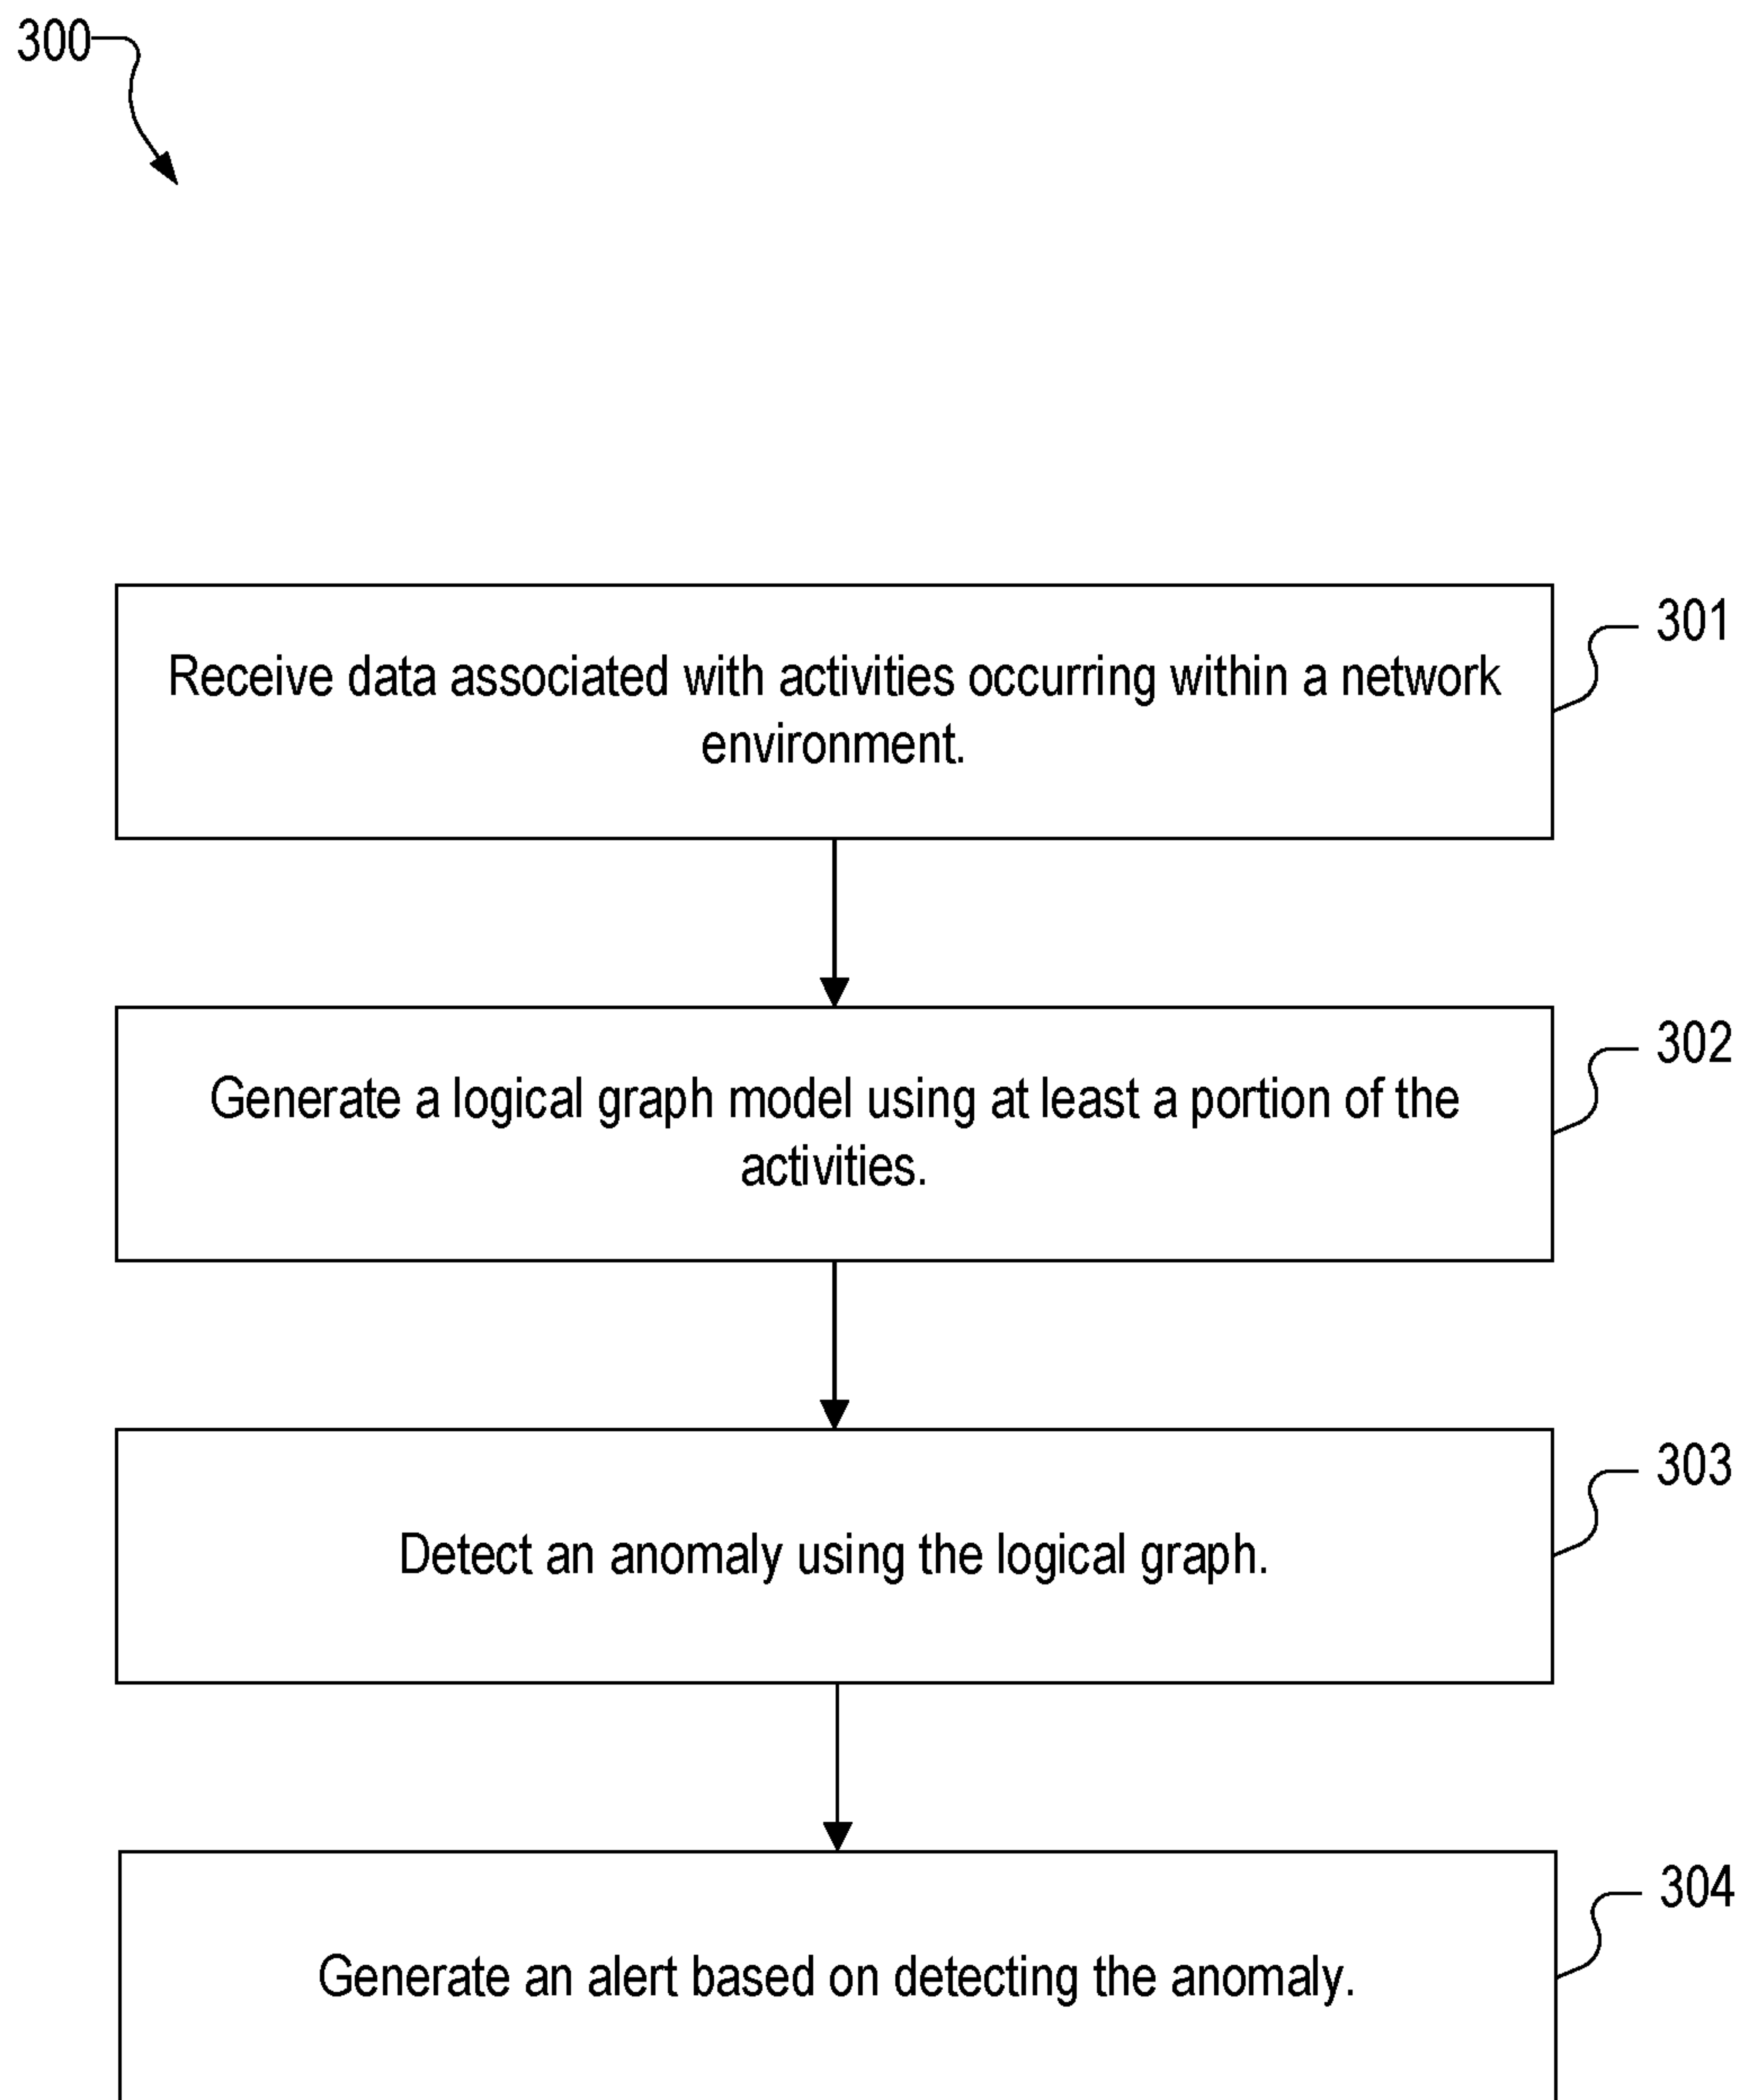 300
301
Receive data associated with activities occurring within a network
environment.
302
Generate a logical graph model using at least a portion of the
activities.
303
Detect an anomaly using the logical graph.
304
Generate an alert based on detecting the anomaly.